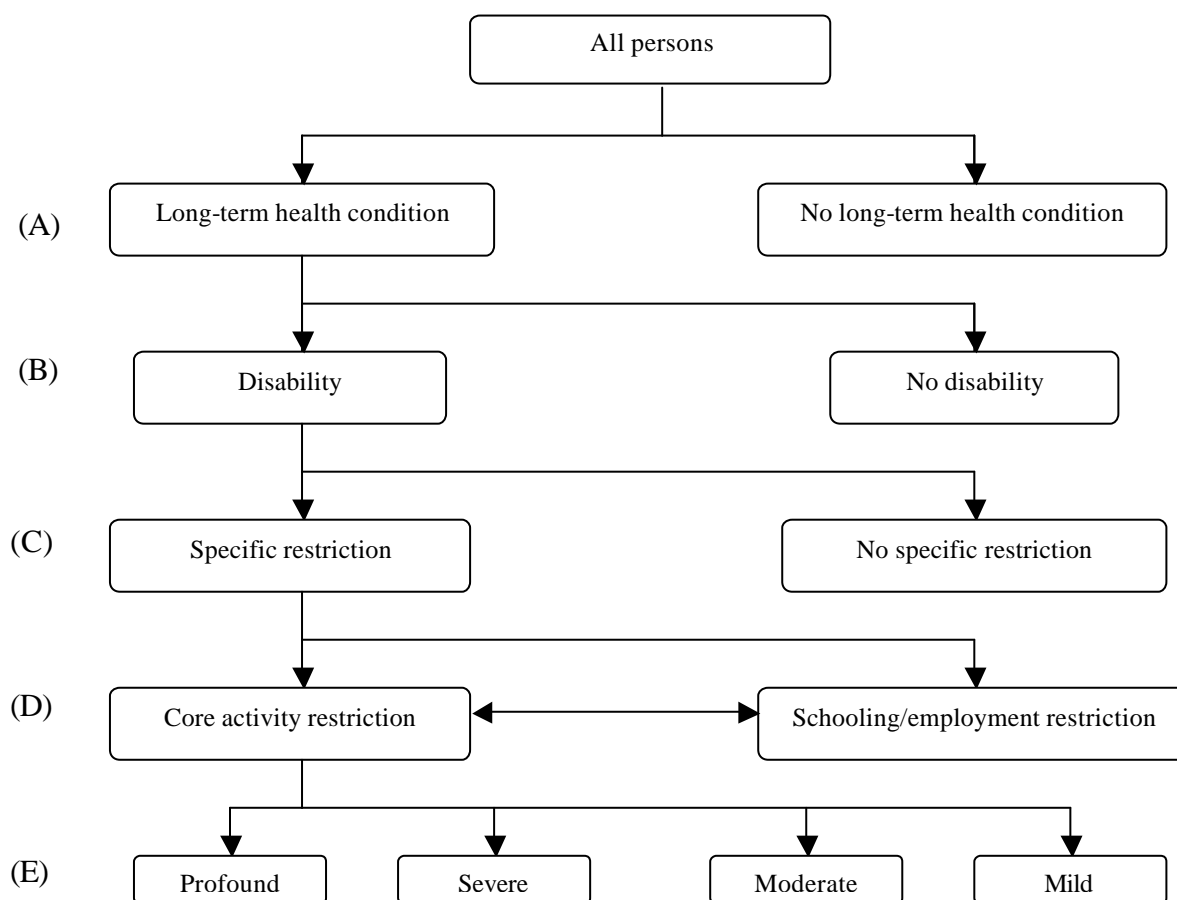 All persons
(A)
Long-term health condition
No long-term health condition
(B)
Disability
No disability
(C)
Specific restriction
No specific restriction
(D)
Core activity restriction
Schooling/employment restriction
(E)
Profound
Severe
Moderate
Mild